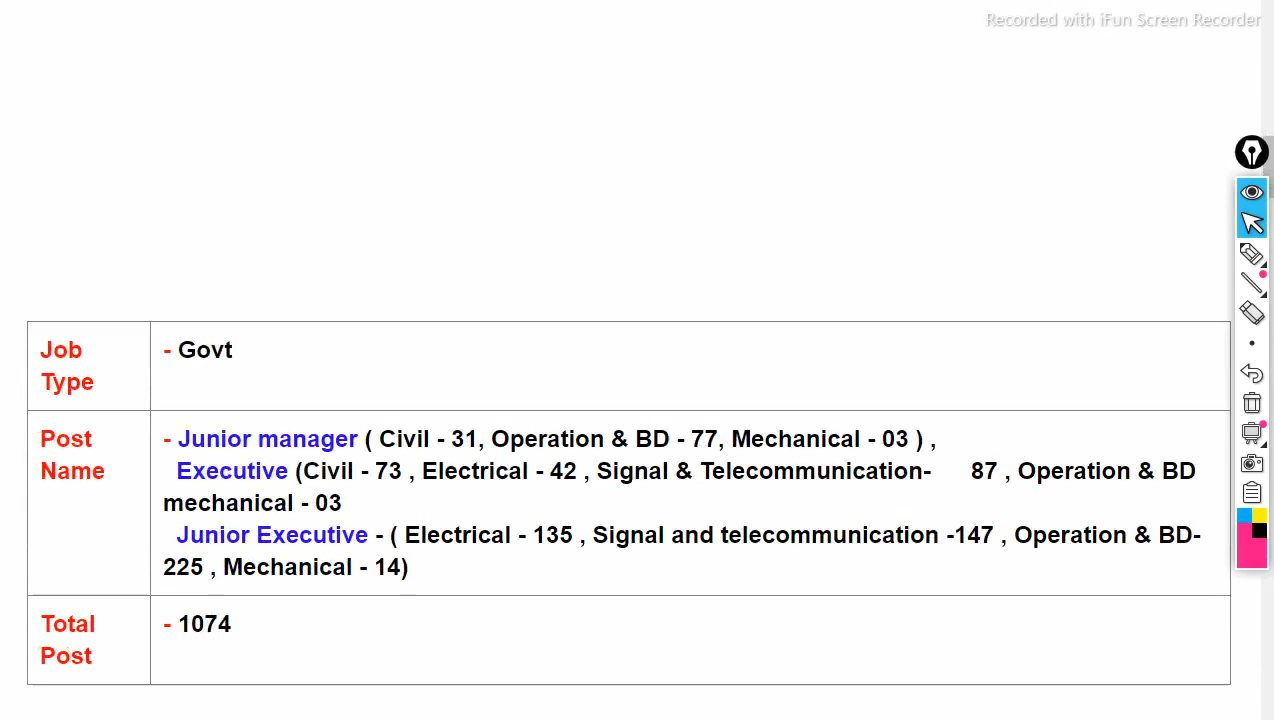 Recorded with iFun Screen Recorder
Job Type
- Govt
Post Name
- Junior manager ( Civil - 31, Operation & BD - 77, Mechanical - 03 ) ,
Executive (Civil - 73 , Electrical - 42 , Signal & Telecommunication- 87 , Operation & BD
mechanical - 03
Junior Executive - ( Electrical - 135 , Signal and telecommunication -147 , Operation & BD-
225 , Mechanical - 14)
Total Post
- 1074